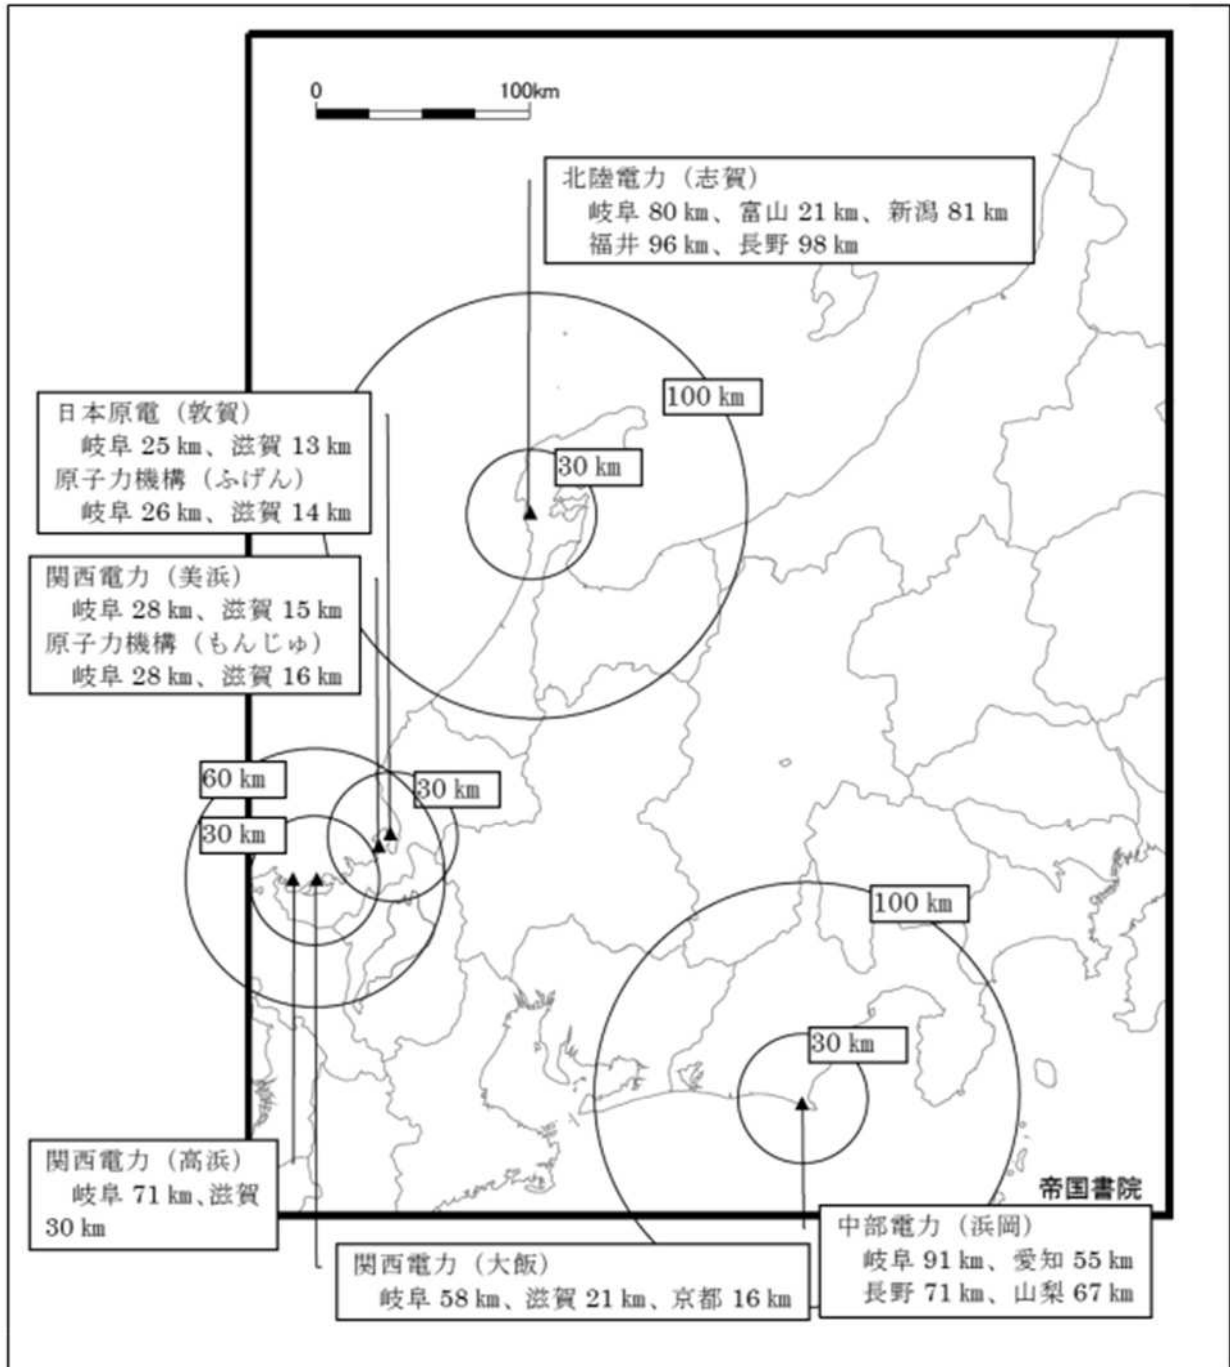 0 100km
北陸電力（志賀）
岐阜 80 ㎞、富山 21 ㎞、新潟 81 ㎞
福井 96 ㎞、長野 98 ㎞
100 ㎞
日本原電（敦賀）
岐阜 25 ㎞、滋賀 13 ㎞
原子力機構（ふげん）
岐阜 26 ㎞、滋賀 14 ㎞
30 ㎞
関西電力（美浜）
岐阜 28 ㎞、滋賀 15 ㎞
原子力機構（もんじゅ）
岐阜 28 ㎞、滋賀 16 ㎞
60 ㎞
30 ㎞
30 ㎞
100 ㎞
30 ㎞
関西電力（高浜）
岐阜 71 ㎞、滋賀
30 ㎞
帝国書院
関西電力（大飯）
岐阜 58 ㎞、滋賀 21 ㎞、京都 16 ㎞
中部電力（浜岡）
岐阜 91 ㎞、愛知 55 ㎞
長野 71 ㎞、山梨 67 ㎞